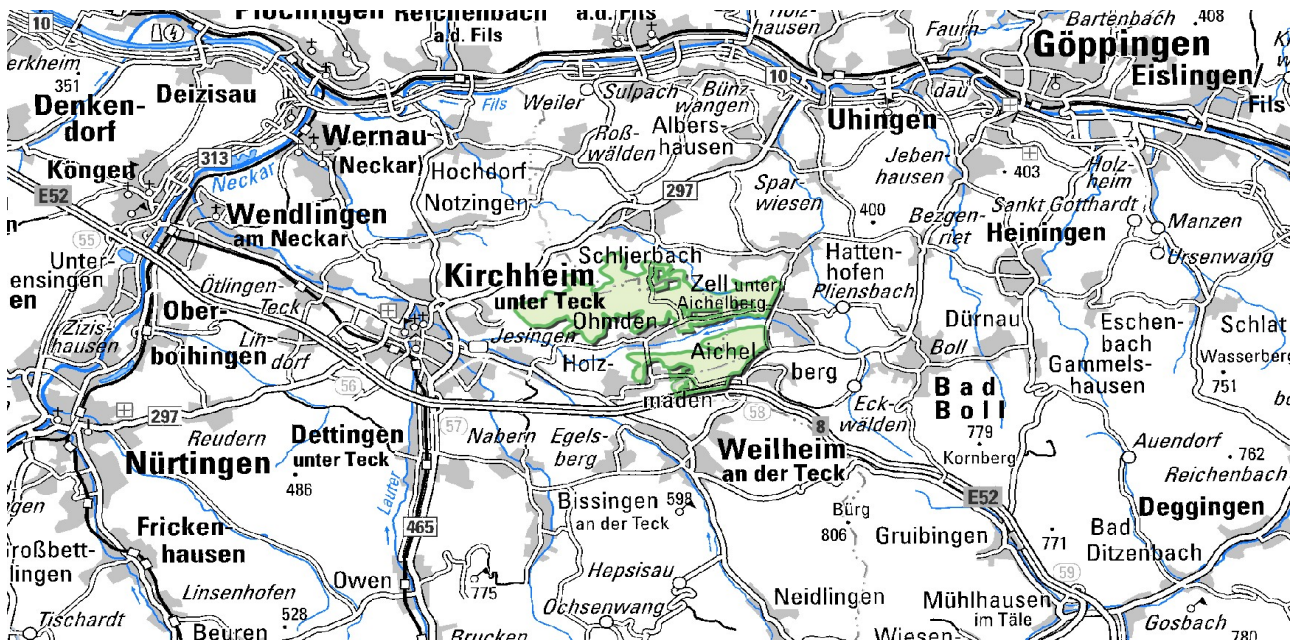 10
Plochingen
Reichenbach
a.d. Fils
a.d. Fils
Holz-
hausen
Faurn-
dau
Bartenbach
408
Göppingen
Eislingen/
Fils
erkheim
351
Denken-
dorf
Deizisau
Fils
Weiler
Sulpach
Bünz-
wangen
10
Uhingen
Wernau
(Neckar)
Roß-
wälden
Albers-
hausen
Köngen
313
Neckar
Hochdorf
Notzingen
297
Spar-
wiesen
Jeben-
hausen
403
Holz-
heim
E52
Wendlingen
am Neckar
400
Bezgen-
riet
Sankt Gotthardt
Heiningen
Manzen
Ursenwang
55
Unter-
ensingen
en
Ötlingen-
Teck
Kirchheim
unter Teck
Schlierbach
Zell unter
Aichelberg
Hatten-
hofen
Pliensbach
Ober-
boihingen
Zizis-
hausen
Lin-
dorf
Jesingen
Ohmden
Dürnau
Eschen-
bach
Schlat
Holz-
maden
Aichel
berg
Boll
Gammels-
hausen
Wasserberg
751
56
57
58
Bad
Boll
Eck-
wälden
8
779
Kornberg
297
Reudern
Nürtingen
Dettingen
unter Teck
486
Nabern
Egels-
berg
Weilheim
an der Teck
Auendorf
762
Reichenbach
Lauter
Bissingen
an der Teck
598
Bürg
806
E52
Deggingen
Fricken-
hausen
465
Gruibingen
771
Bad
Ditzenbach
roßbett-
lingen
Linsenhofen
Owen
775
Hepsisau
59
Neidlingen
Mühlhausen
im Täle
Gosbach
Tischardt
528
Beuren
Brucken
Ochsenwang
Wiesen-
780